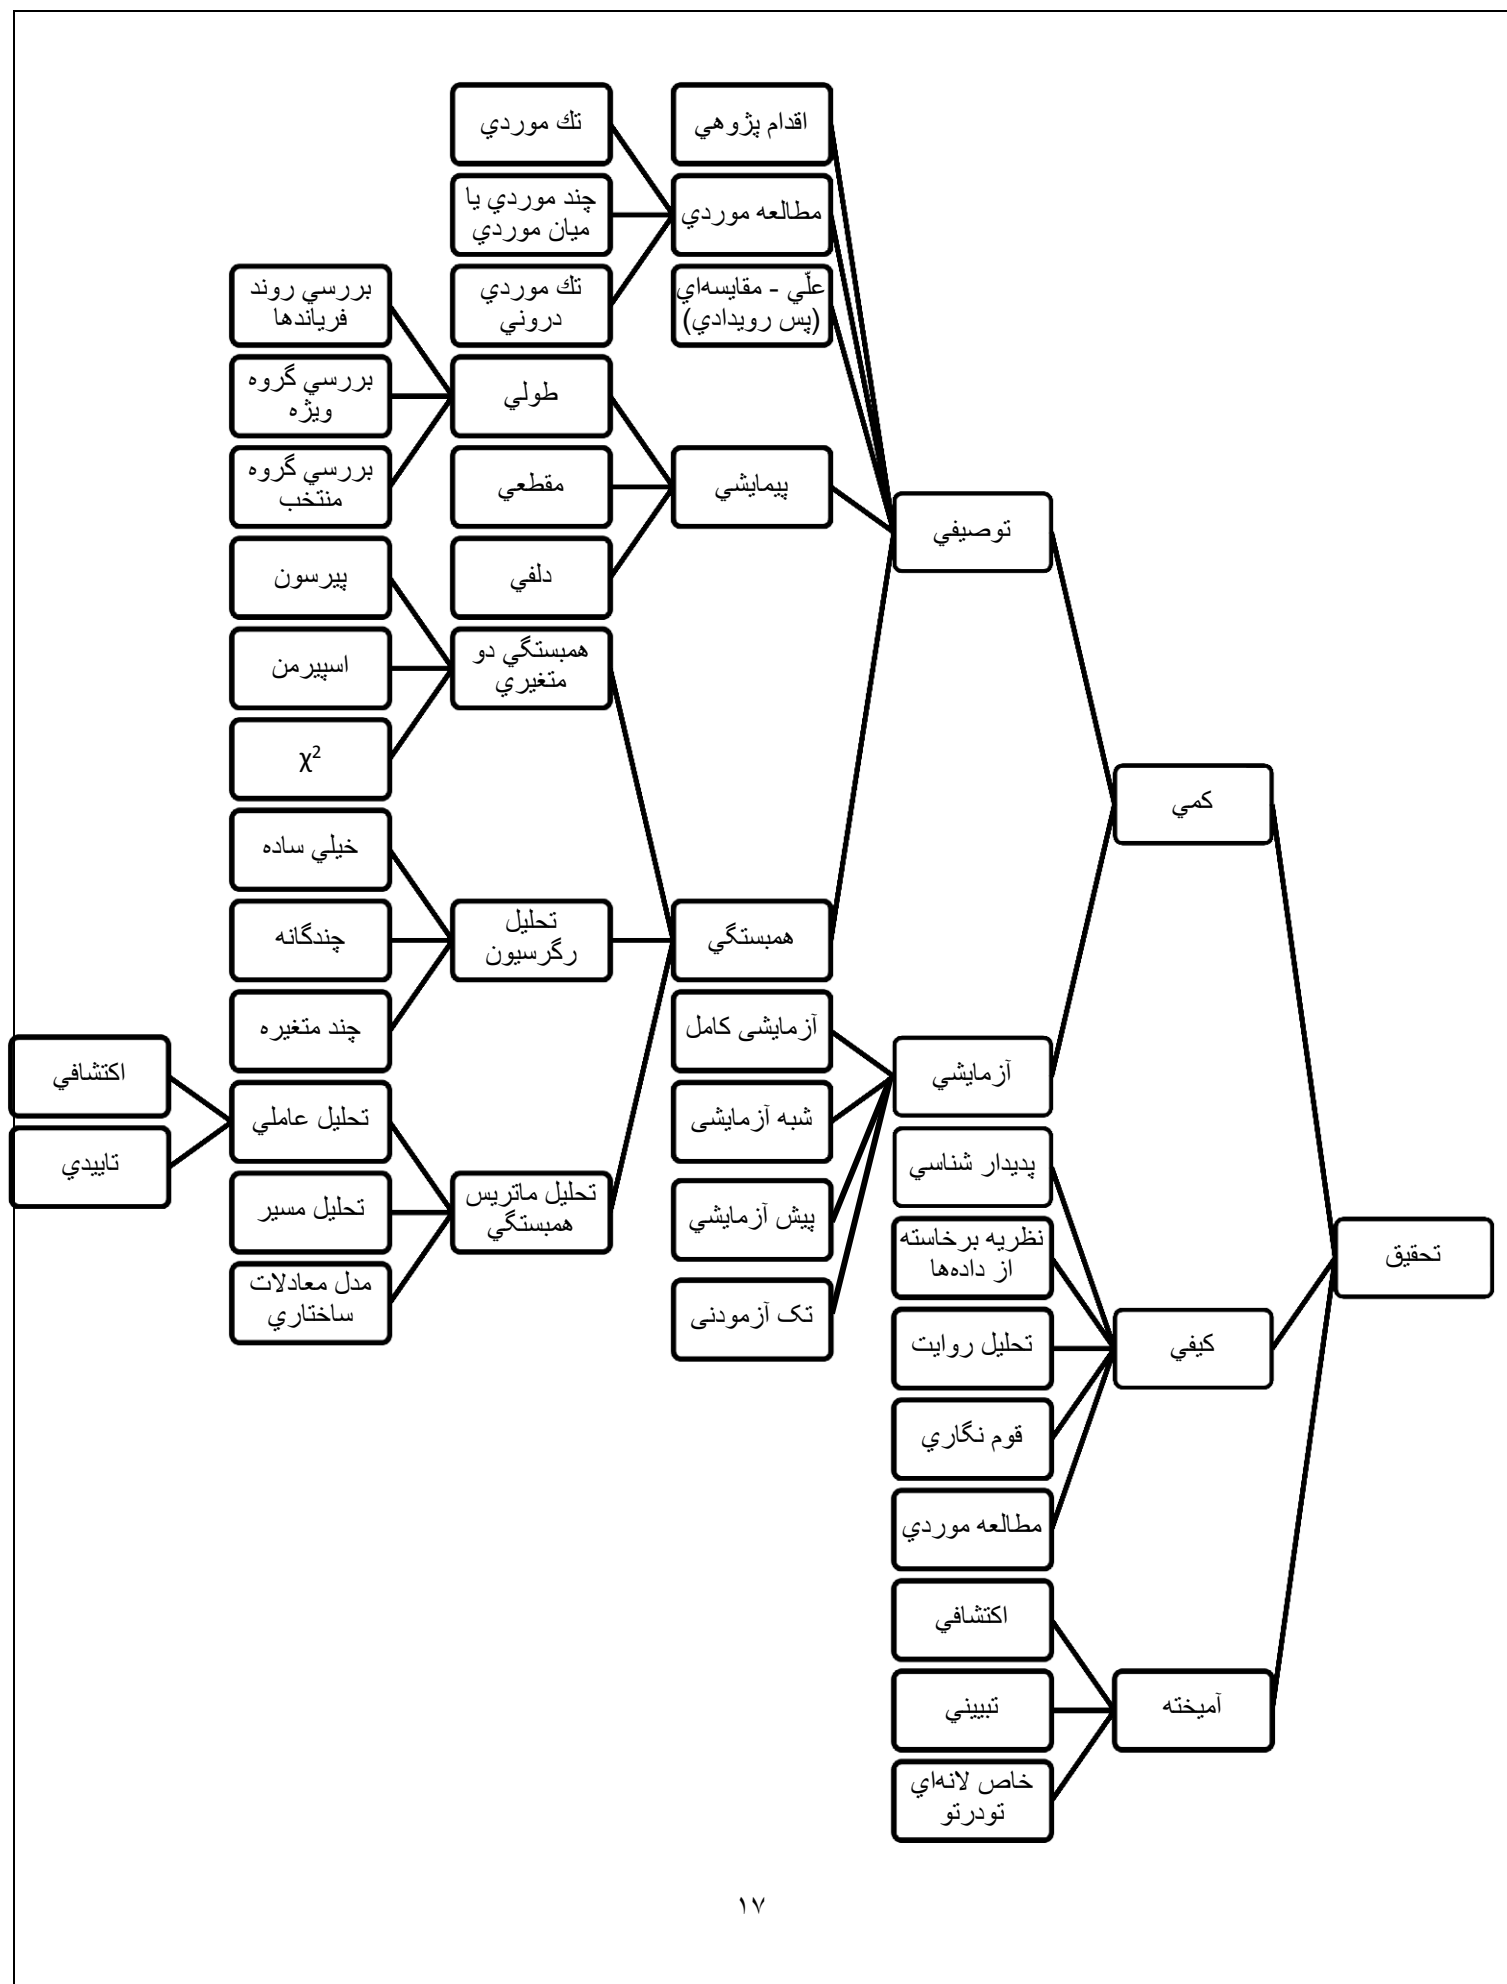 تحقيق
كمي
توصيفي
اقدام پژوهي
مطالعه موردي
تك موردي
چند موردي يا
ميان موردي
تك موردي
دروني
علّي - مقايسه‌اي
(پس رويدادي)
پيمايشي
طولي
بررسي روند
فرياندها
بررسي گروه
ويژه
بررسي گروه
منتخب
مقطعي
دلفي
همبستگي
همبستگي دو
متغيري
پيرسون
اسپيرمن
χ²
تحليل
رگرسيون
خيلي ساده
چندگانه
چند متغيره
تحليل ماتريس
همبستگي
تحليل عاملي
اكتشافي
تاييدي
تحليل مسير
مدل معادلات
ساختاري
آزمايشي
آزمایشی کامل
شبه آزمایشی
پيش آزمايشي
تک آزمودنی
كيفي
پديدار شناسي
نظريه برخاسته
از داده‌ها
تحليل روايت
قوم نگاري
مطالعه موردي
آميخته
اكتشافي
تبييني
خاص لانه‌اي
تودرتو
۱۷